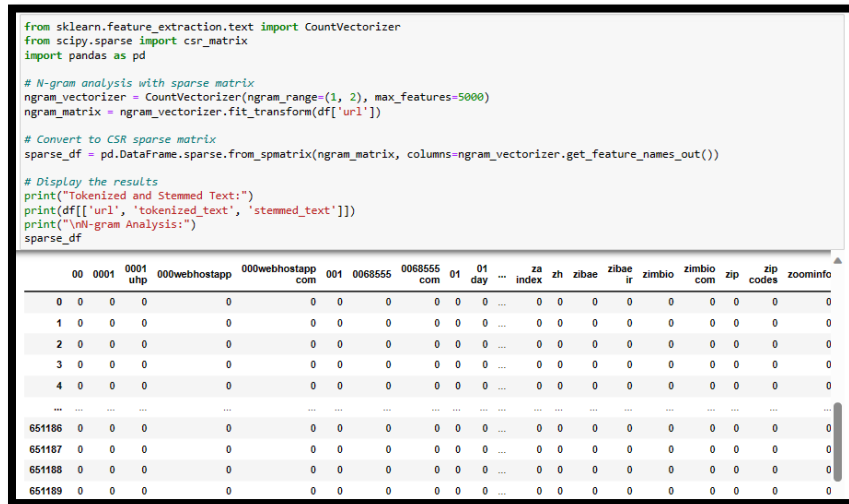 from sklearn.feature_extraction.text import CountVectorizer
from scipy.sparse import csr_matrix
import pandas as pd
# N-gram analysis with sparse matrix
ngram_vectorizer = CountVectorizer(ngram_range=(1, 2), max_features=5000)
ngram_matrix = ngram_vectorizer.fit_transform(df['url'])
# Convert to CSR sparse matrix
sparse_df = pd.DataFrame.sparse.from_spmatrix(ngram_matrix, columns=ngram_vectorizer.get_feature_names_out())
# Display the results
print("Tokenized and Stemmed Text:")
print(df[['url', 'tokenized_text', 'stemmed_text']])
print("\nN-gram Analysis:")
sparse_df
00 0001 0001 uhp 000webhostapp 000webhostapp com 001 0068555 0068555 com 01 01 day ... za index zh zibae zibae ir zimbio zimbio com zip zip codes zoominfo
0 0 0 0 0 0 0 0 0 0 0 ... 0 0 0 0 0 0 0 0 0
1 0 0 0 0 0 0 0 0 0 0 ... 0 0 0 0 0 0 0 0 0
2 0 0 0 0 0 0 0 0 0 0 ... 0 0 0 0 0 0 0 0 0
3 0 0 0 0 0 0 0 0 0 0 ... 0 0 0 0 0 0 0 0 0
4 0 0 0 0 0 0 0 0 0 0 ... 0 0 0 0 0 0 0 0 0
... ... ... ... ... ... ... ... ... ... ... ... ... ... ... ... ... ... ... ... ...
651186 0 0 0 0 0 0 0 0 0 0 ... 0 0 0 0 0 0 0 0 0
651187 0 0 0 0 0 0 0 0 0 0 ... 0 0 0 0 0 0 0 0 0
651188 0 0 0 0 0 0 0 0 0 0 ... 0 0 0 0 0 0 0 0 0
651189 0 0 0 0 0 0 0 0 0 0 ... 0 0 0 0 0 0 0 0 0